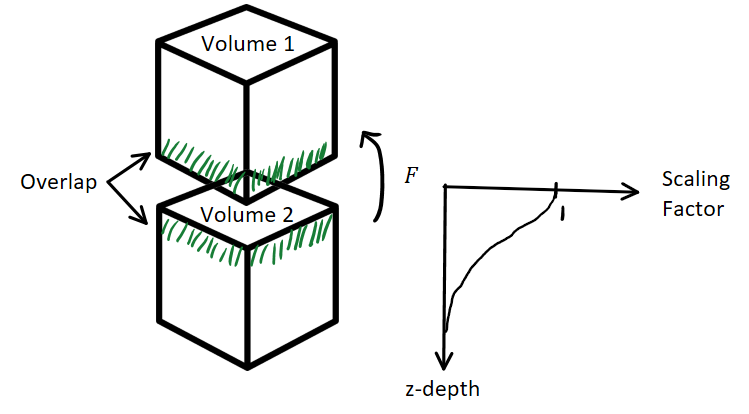 Volume 1
Overlap
Volume 2
F
Scaling
Factor
1
z-depth